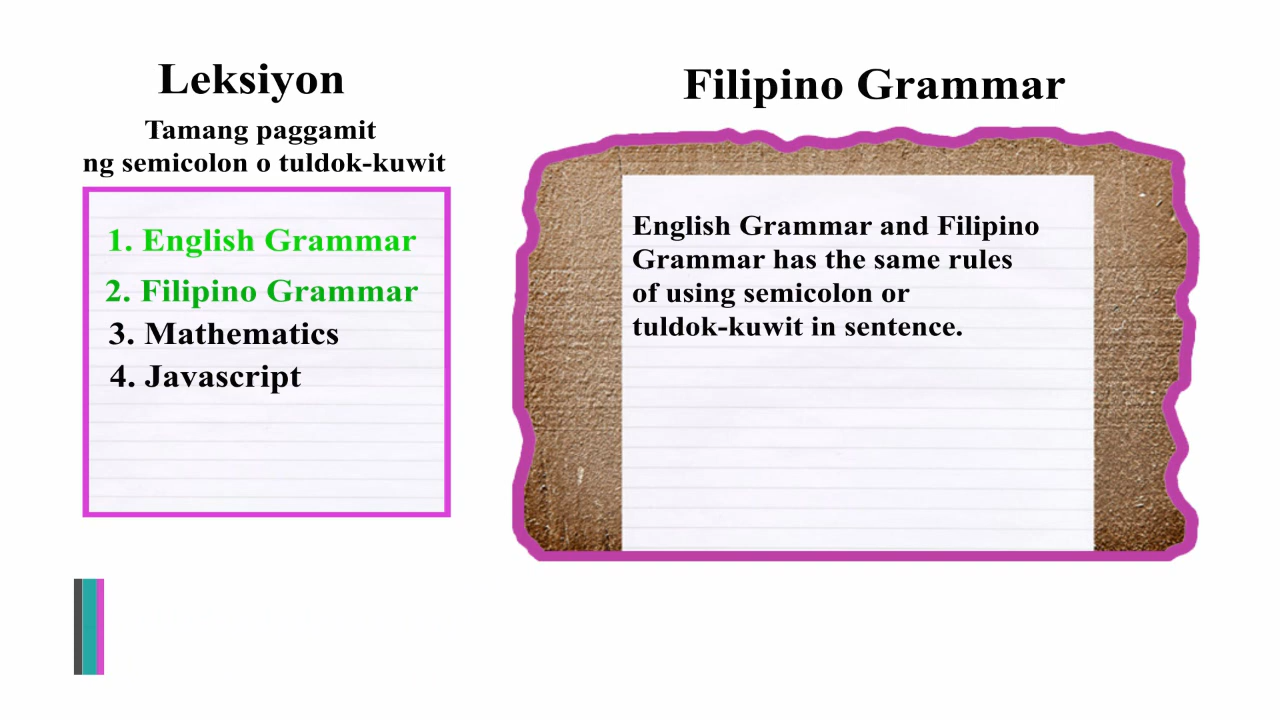 Leksiyon
Tamang paggamit
ng semicolon o tuldok-kuwit
1. English Grammar
2. Filipino Grammar
3. Mathematics
4. Javascript
Filipino Grammar
English Grammar and Filipino
Grammar has the same rules
of using semicolon or
tuldok-kuwit in sentence.